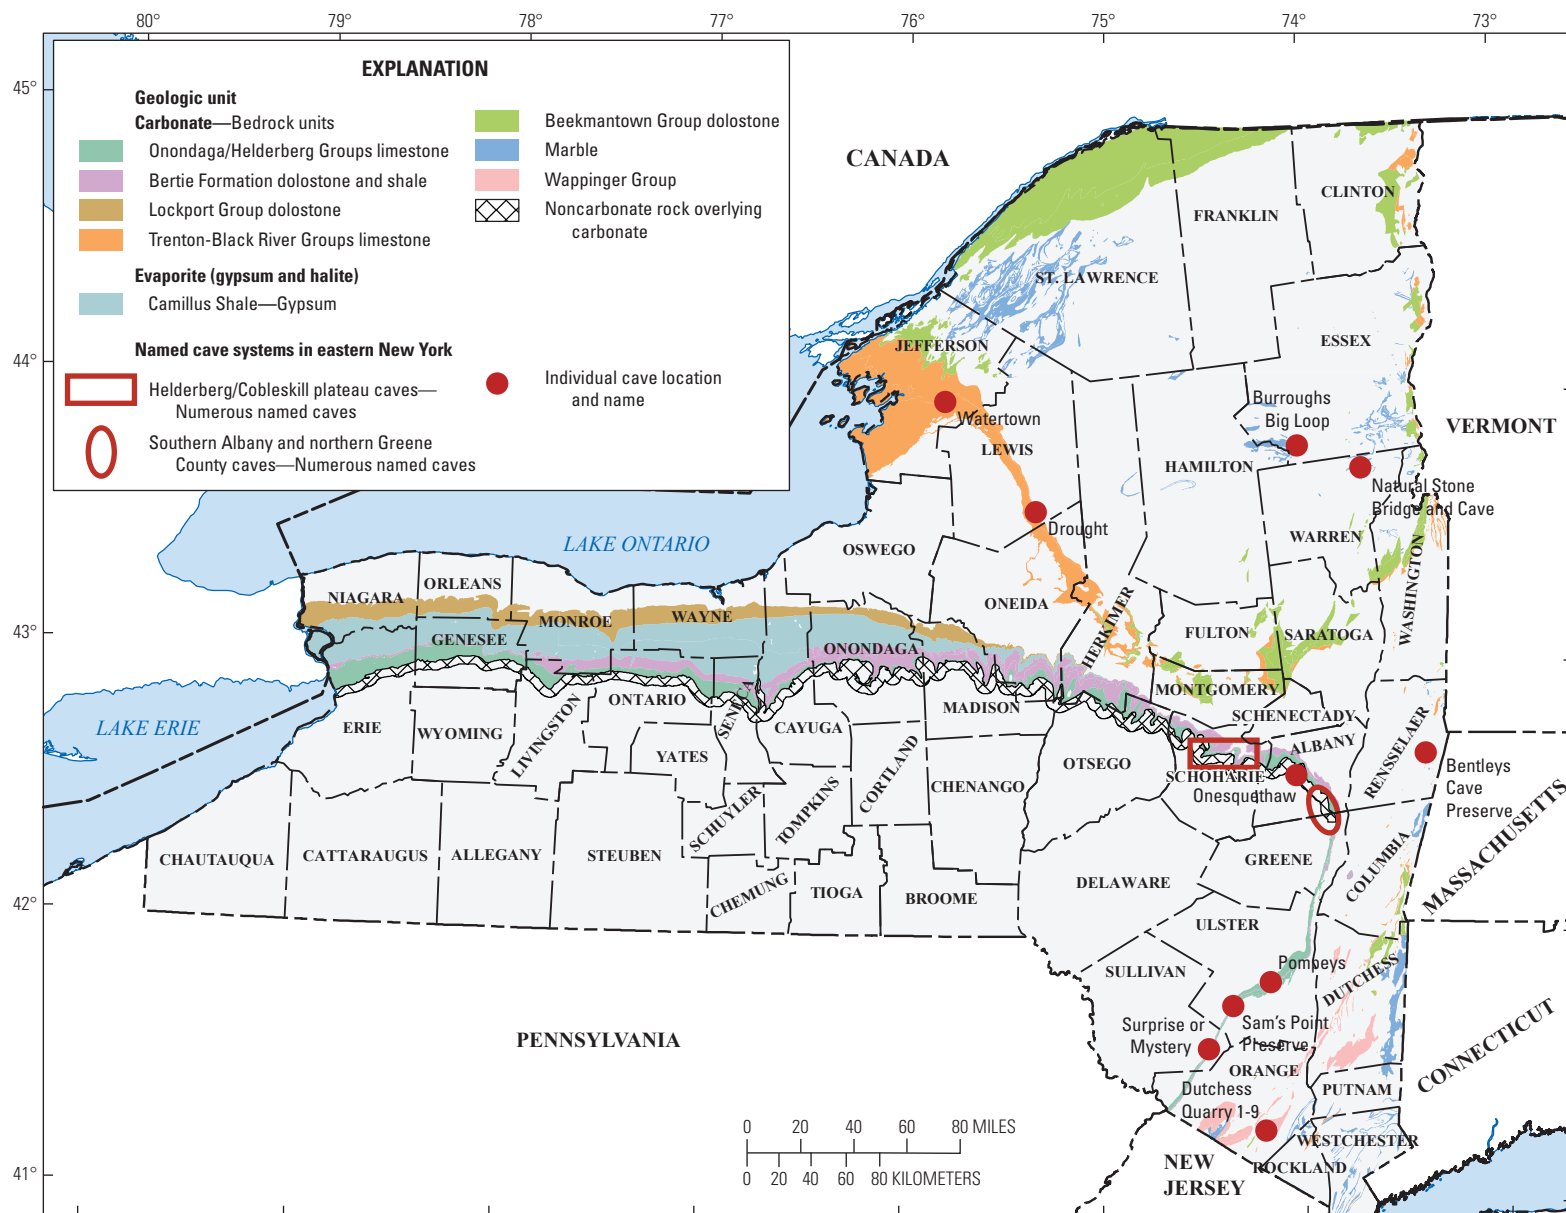 80°
79°
78°
77°
76°
75°
74°
73°
45°
44°
43°
42°
41°
EXPLANATION
Geologic unit
Carbonate—Bedrock units
Onondaga/Helderberg Groups limestone
Bertie Formation dolostone and shale
Lockport Group dolostone
Trenton-Black River Groups limestone
Evaporite (gypsum and halite)
Camillus Shale—Gypsum
Named cave systems in eastern New York
Helderberg/Cobleskill plateau caves—
Numerous named caves
Southern Albany and northern Greene
County caves—Numerous named caves
Beekmantown Group dolostone
Marble
Wappinger Group
Noncarbonate rock overlying
carbonate
Individual cave location
and name
CANADA
CLINTON
FRANKLIN
ST. LAWRENCE
JEFFERSON
ESSEX
Burroughs
Big Loop
VERMONT
Watertown
LEWIS
HAMILTON
Natural Stone
Bridge and Cave
Drought
WARREN
LAKE ONTARIO
OSWEGO
WASHINGTON
ORLEANS
NIAGARA
MONROE
WAYNE
ONEIDA
HERKIMER
FULTON
SARATOGA
GENESEE
ONONDAGA
MONTGOMERY
LAKE ERIE
ERIE
WYOMING
LIVINGSTON
ONTARIO
SENECA
CAYUGA
MADISON
SCHENECTADY
ALBANY
RENSSELAER
YATES
CORTLAND
OTSEGO
SCHOHARIE
Onesquethaw
Bentleys
Cave
Preserve
CHENANGO
SCHUYLER
TOMPKINS
MASSACHUSETTS
CHAUTAUQUA
CATTARAUGUS
ALLEGANY
STEUBEN
CHEMUNG
TIOGA
BROOME
DELAWARE
GREENE
COLUMBIA
ULSTER
SULLIVAN
Pompeys
DUTCHESS
Surprise or
Mystery
Sam's Point
Preserve
PENNSYLVANIA
ORANGE
CONNECTICUT
Dutchess
Quarry 1-9
PUTNAM
WESTCHESTER
ROCKLAND
NEW
JERSEY
0 20 40 60 80 MILES
0 20 40 60 80 KILOMETERS